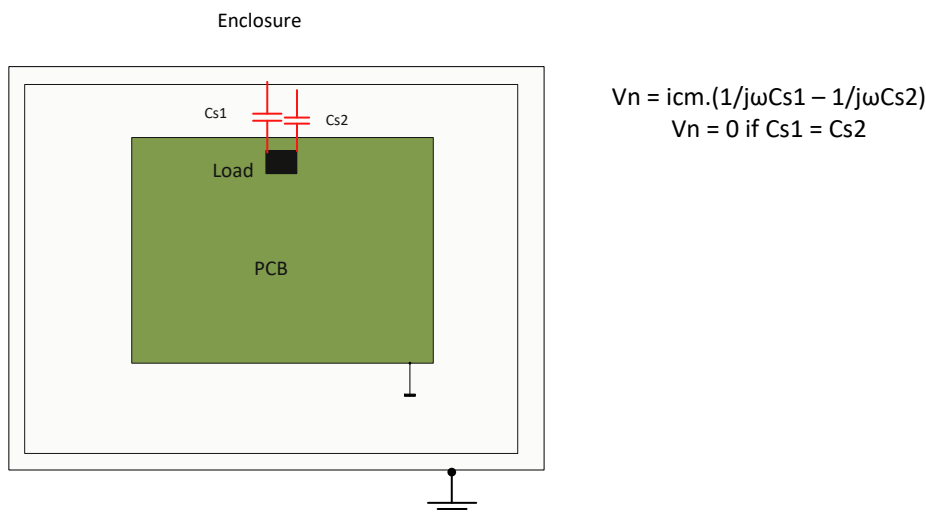 Enclosure
Vn = icm.(1/jωCs1 – 1/jωCs2)
Vn = 0 if Cs1 = Cs2
Cs1
Cs2
Load
PCB